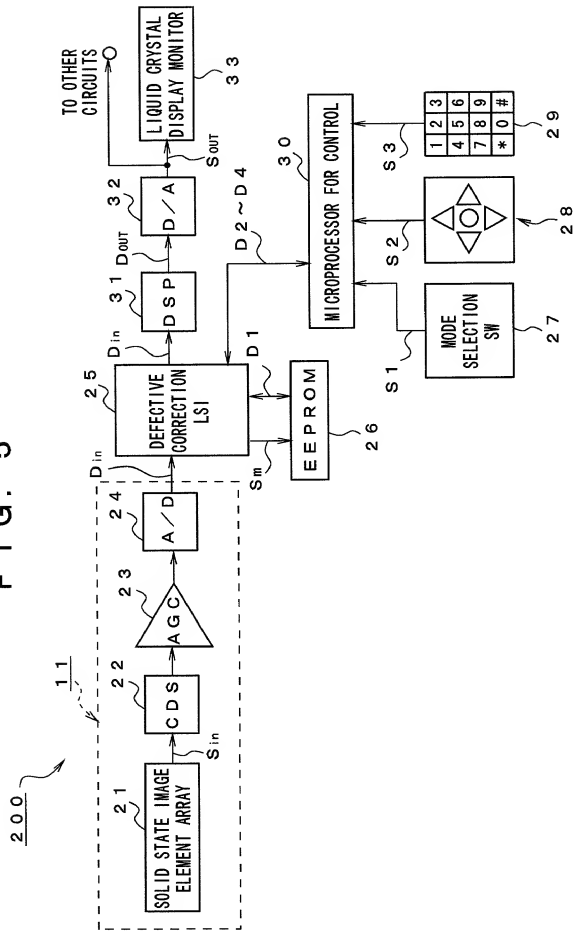 FIG. 5
200
11
21
SOLID STATE IMAGE
ELEMENT ARRAY
Sin
22
CDS
23
AGC
24
A/D
Din
25
DEFECTIVE
CORRECTION
LSI
Sm
D1
EEPROM
26
Din
31
DSP
DOUT
32
D/A
SOUT
TO OTHER
CIRCUITS
LIQUID CRYSTAL
DISPLAY MONITOR
33
D2~D4
30
MICROPROCESSOR FOR CONTROL
S1
MODE
SELECTION
SW
27
S2
28
S3
1 2 3
4 5 6
7 8 9
* 0 #
29